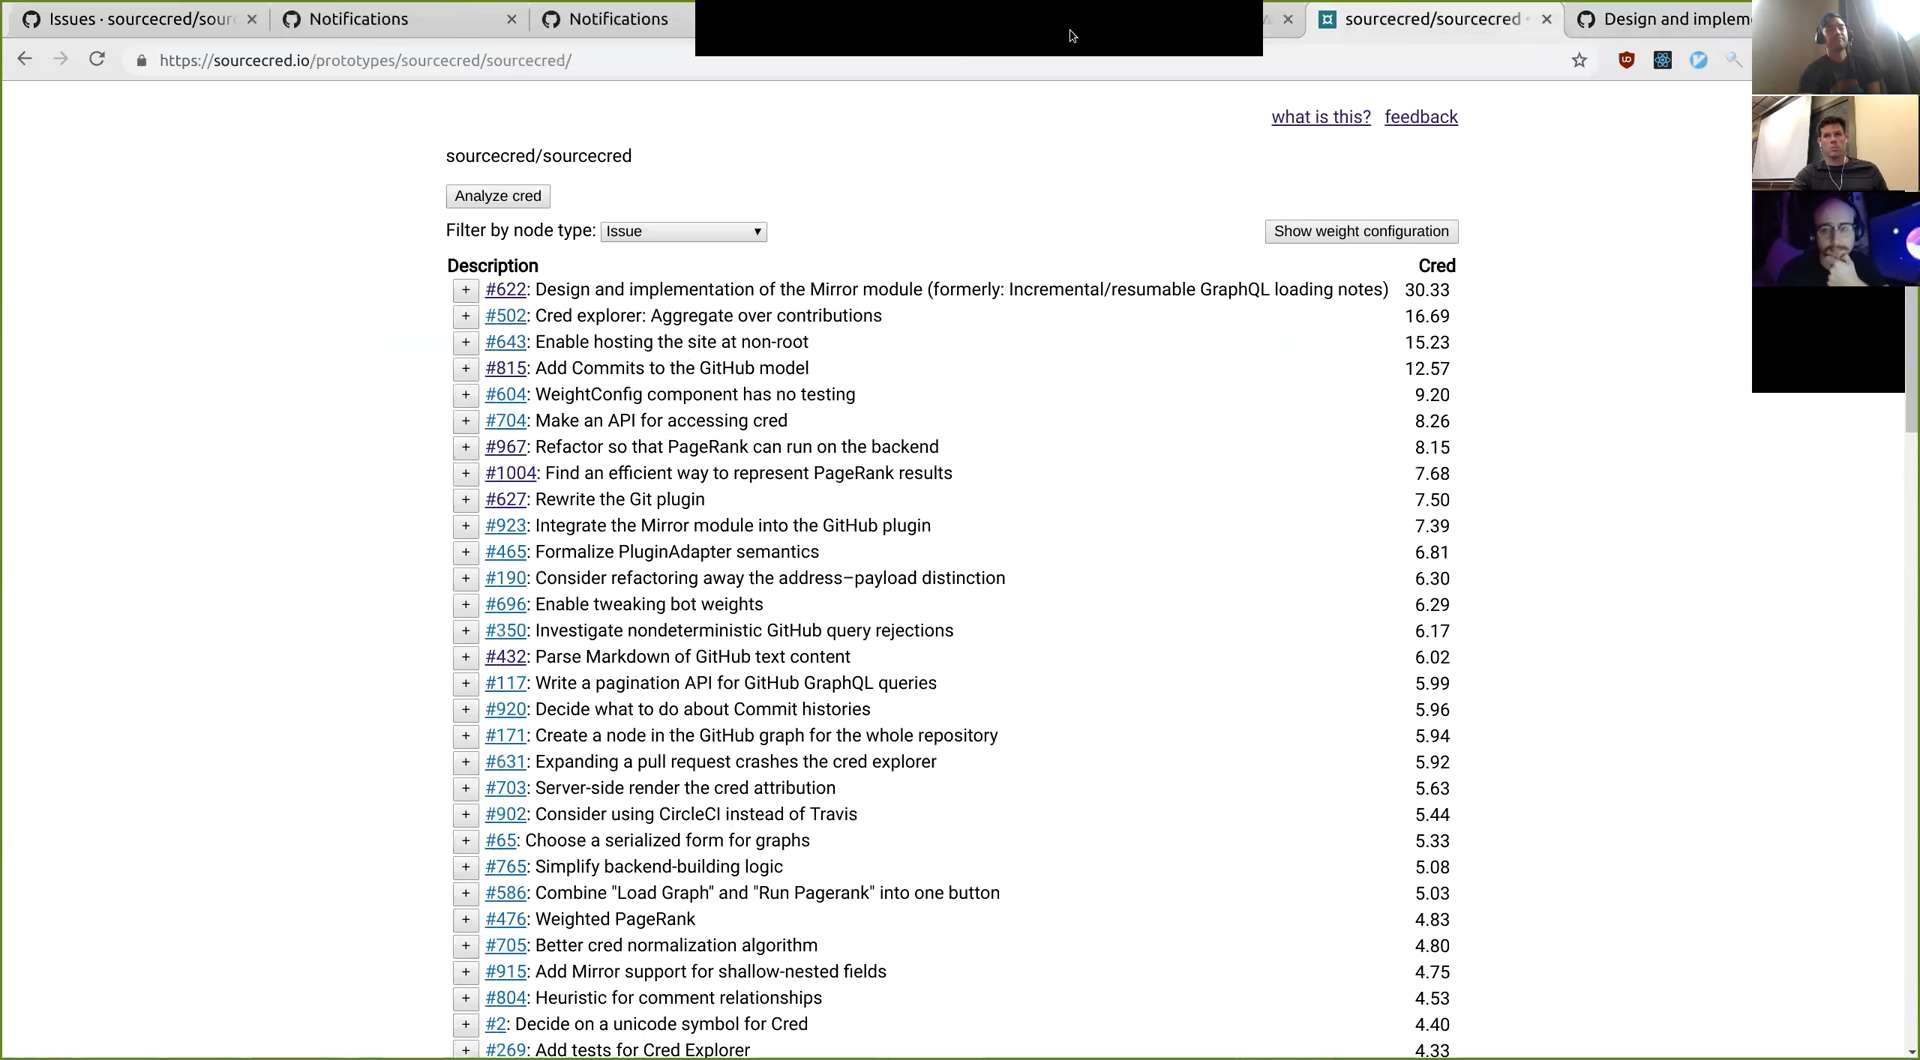 Issues · sourcecred/sour
Notifications
Notifications
sourcecred/sourcecred
Design and implem
https://sourcecred.io/prototypes/sourcecred/sourcecred/
what is this? feedback
sourcecred/sourcecred
Analyze cred
Filter by node type: Issue
Show weight configuration
Description Cred
+ #622: Design and implementation of the Mirror module (formerly: Incremental/resumable GraphQL loading notes) 30.33
+ #502: Cred explorer: Aggregate over contributions 16.69
+ #643: Enable hosting the site at non-root 15.23
+ #815: Add Commits to the GitHub model 12.57
+ #604: WeightConfig component has no testing 9.20
+ #704: Make an API for accessing cred 8.26
+ #967: Refactor so that PageRank can run on the backend 8.15
+ #1004: Find an efficient way to represent PageRank results 7.68
+ #627: Rewrite the Git plugin 7.50
+ #923: Integrate the Mirror module into the GitHub plugin 7.39
+ #465: Formalize PluginAdapter semantics 6.81
+ #190: Consider refactoring away the address–payload distinction 6.30
+ #696: Enable tweaking bot weights 6.29
+ #350: Investigate nondeterministic GitHub query rejections 6.17
+ #432: Parse Markdown of GitHub text content 6.02
+ #117: Write a pagination API for GitHub GraphQL queries 5.99
+ #920: Decide what to do about Commit histories 5.96
+ #171: Create a node in the GitHub graph for the whole repository 5.94
+ #631: Expanding a pull request crashes the cred explorer 5.92
+ #703: Server-side render the cred attribution 5.63
+ #902: Consider using CircleCI instead of Travis 5.44
+ #65: Choose a serialized form for graphs 5.33
+ #765: Simplify backend-building logic 5.08
+ #586: Combine "Load Graph" and "Run Pagerank" into one button 5.03
+ #476: Weighted PageRank 4.83
+ #705: Better cred normalization algorithm 4.80
+ #915: Add Mirror support for shallow-nested fields 4.75
+ #804: Heuristic for comment relationships 4.53
+ #2: Decide on a unicode symbol for Cred 4.40
+ #269: Add tests for Cred Explorer 4.33